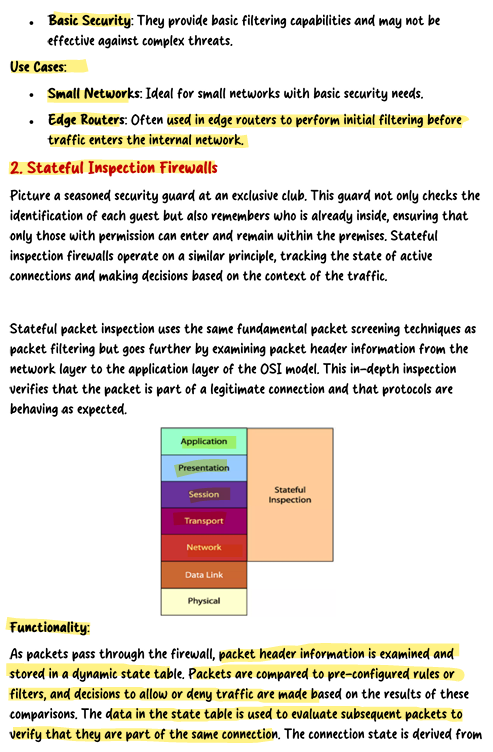 • Basic Security: They provide basic filtering capabilities and may not be
effective against complex threats.
Use Cases:
• Small Networks: Ideal for small networks with basic security needs.
• Edge Routers: Often used in edge routers to perform initial filtering before
traffic enters the internal network.
2. Stateful Inspection Firewalls
Picture a seasoned security guard at an exclusive club. This guard not only checks the
identification of each guest but also remembers who is already inside, ensuring that
only those with permission can enter and remain within the premises. Stateful
inspection firewalls operate on a similar principle, tracking the state of active
connections and making decisions based on the context of the traffic.
Stateful packet inspection uses the same fundamental packet screening techniques as
packet filtering but goes further by examining packet header information from the
network layer to the application layer of the OSI model. This in-depth inspection
verifies that the packet is part of a legitimate connection and that protocols are
behaving as expected.
Application
Presentation
Session
Transport
Network
Data Link
Physical
Stateful
Inspection
Functionality:
As packets pass through the firewall, packet header information is examined and
stored in a dynamic state table. Packets are compared to pre-configured rules or
filters, and decisions to allow or deny traffic are made based on the results of these
comparisons. The data in the state table is used to evaluate subsequent packets to
verify that they are part of the same connection. The connection state is derived from